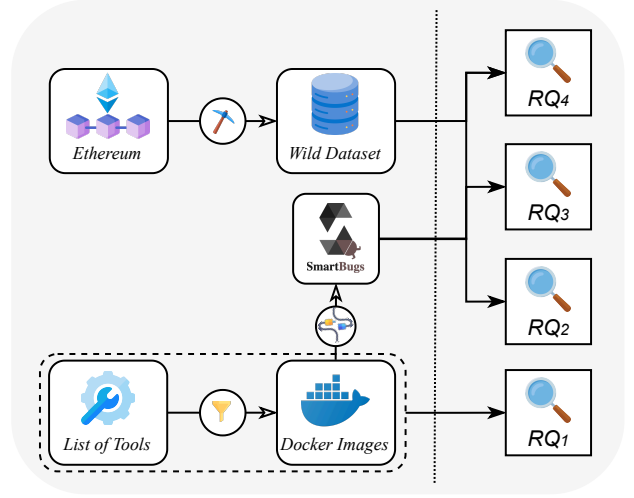 Ethereum
Wild Dataset
RQ4
RQ3
SmartBugs
RQ2
List of Tools
Docker Images
RQ1